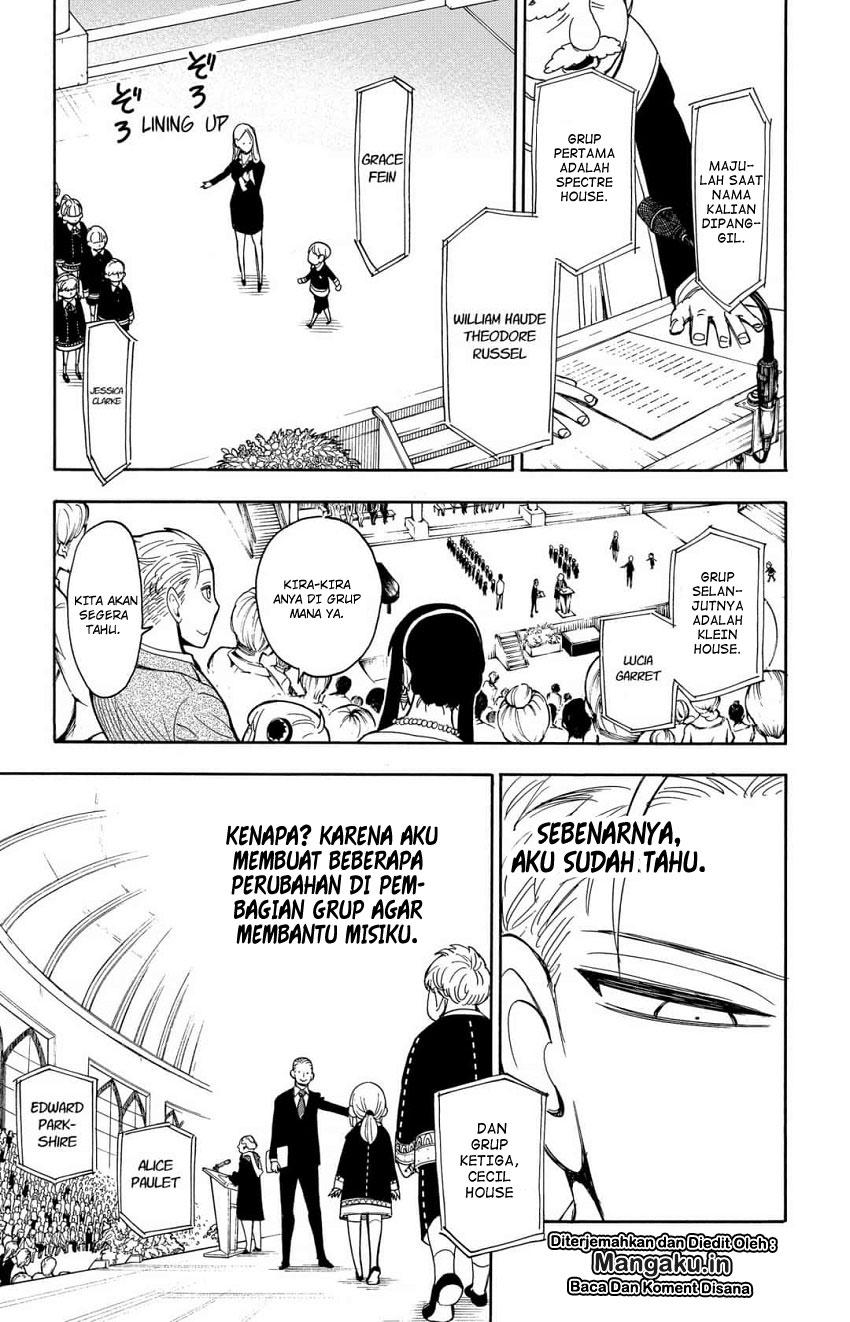 MAJU-
LAH SAAT
NAMA
KALIAN
DIPANG-
GIL.
GRUP
PERTAMA
ADALAH
SPECTRE
HOUSE.
WILLIAM HAUDE
THEODORE
RUSSEL
GRACE
FEIN
ぞろ
ぞろ
LINING UP
JESSICA
CLARKE
GRUP
SELAN-
JUTNYA
ADALAH
KLEIN
HOUSE.
LUCIA
GARRET
KIRA-KIRA
ANYA DI GRUP
MANA YA.
KITA AKAN
SEGERA
TAHU.
SEBENARNYA,
AKU SUDAH TAHU.
KENAPA? KARENA AKU
MEMBUAT BEBERAPA
PERUBAHAN DI PEM-
BAGIAN GRUP AGAR
MEMBANTU MISIKU.
DAN
GRUP
KETIGA,
CECIL
HOUSE
ALICE
PAULET
EDWARD
PARK-
SHIRE
Diterjemahkan dan Diedit Oleh :
Mangaku.in
Baca Dan Koment Disana